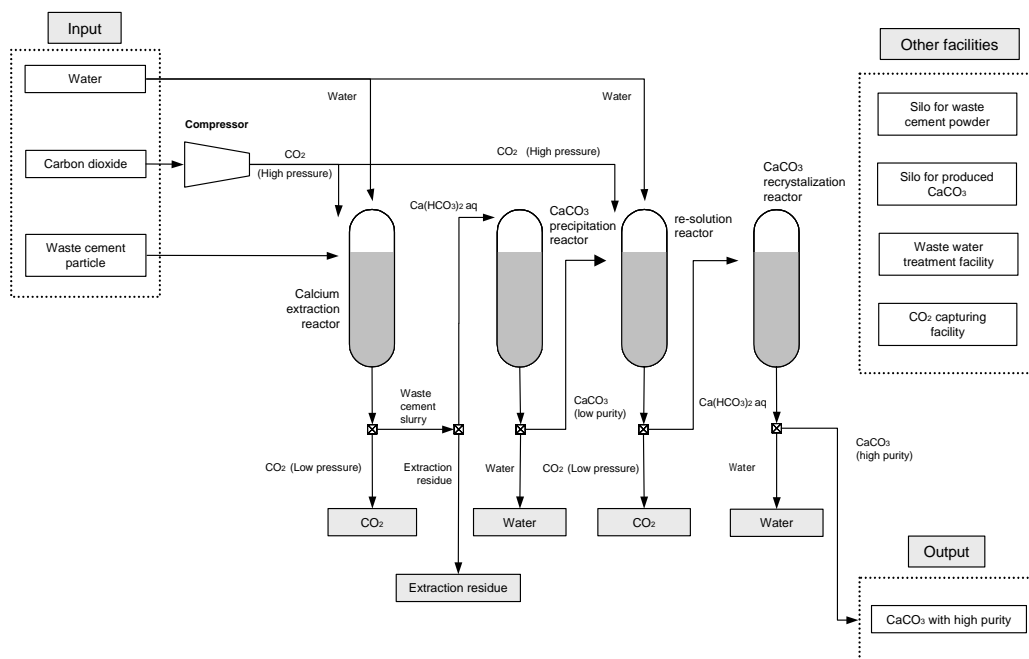 Input
Other facilities
Water
Carbon dioxide
Waste cement
particle
Compressor
Water
CO2
(High pressure)
CO2 (High pressure)
Water
Calcium
extraction
reactor
Ca(HCO3)2 aq
CaCO3
precipitation
reactor
re-solution
reactor
CaCO3
recrystalization
reactor
Silo for waste
cement powder
Silo for produced
CaCO3
Waste water
treatment facility
CO2 capturing
facility
Waste
cement
slurry
CaCO3
(low purity)
Ca(HCO3)2 aq
CaCO3
(high purity)
CO2 (Low pressure)
Extraction
residue
Water
CO2 (Low pressure)
Water
CO2
Water
CO2
Water
Extraction residue
Output
CaCO3 with high purity